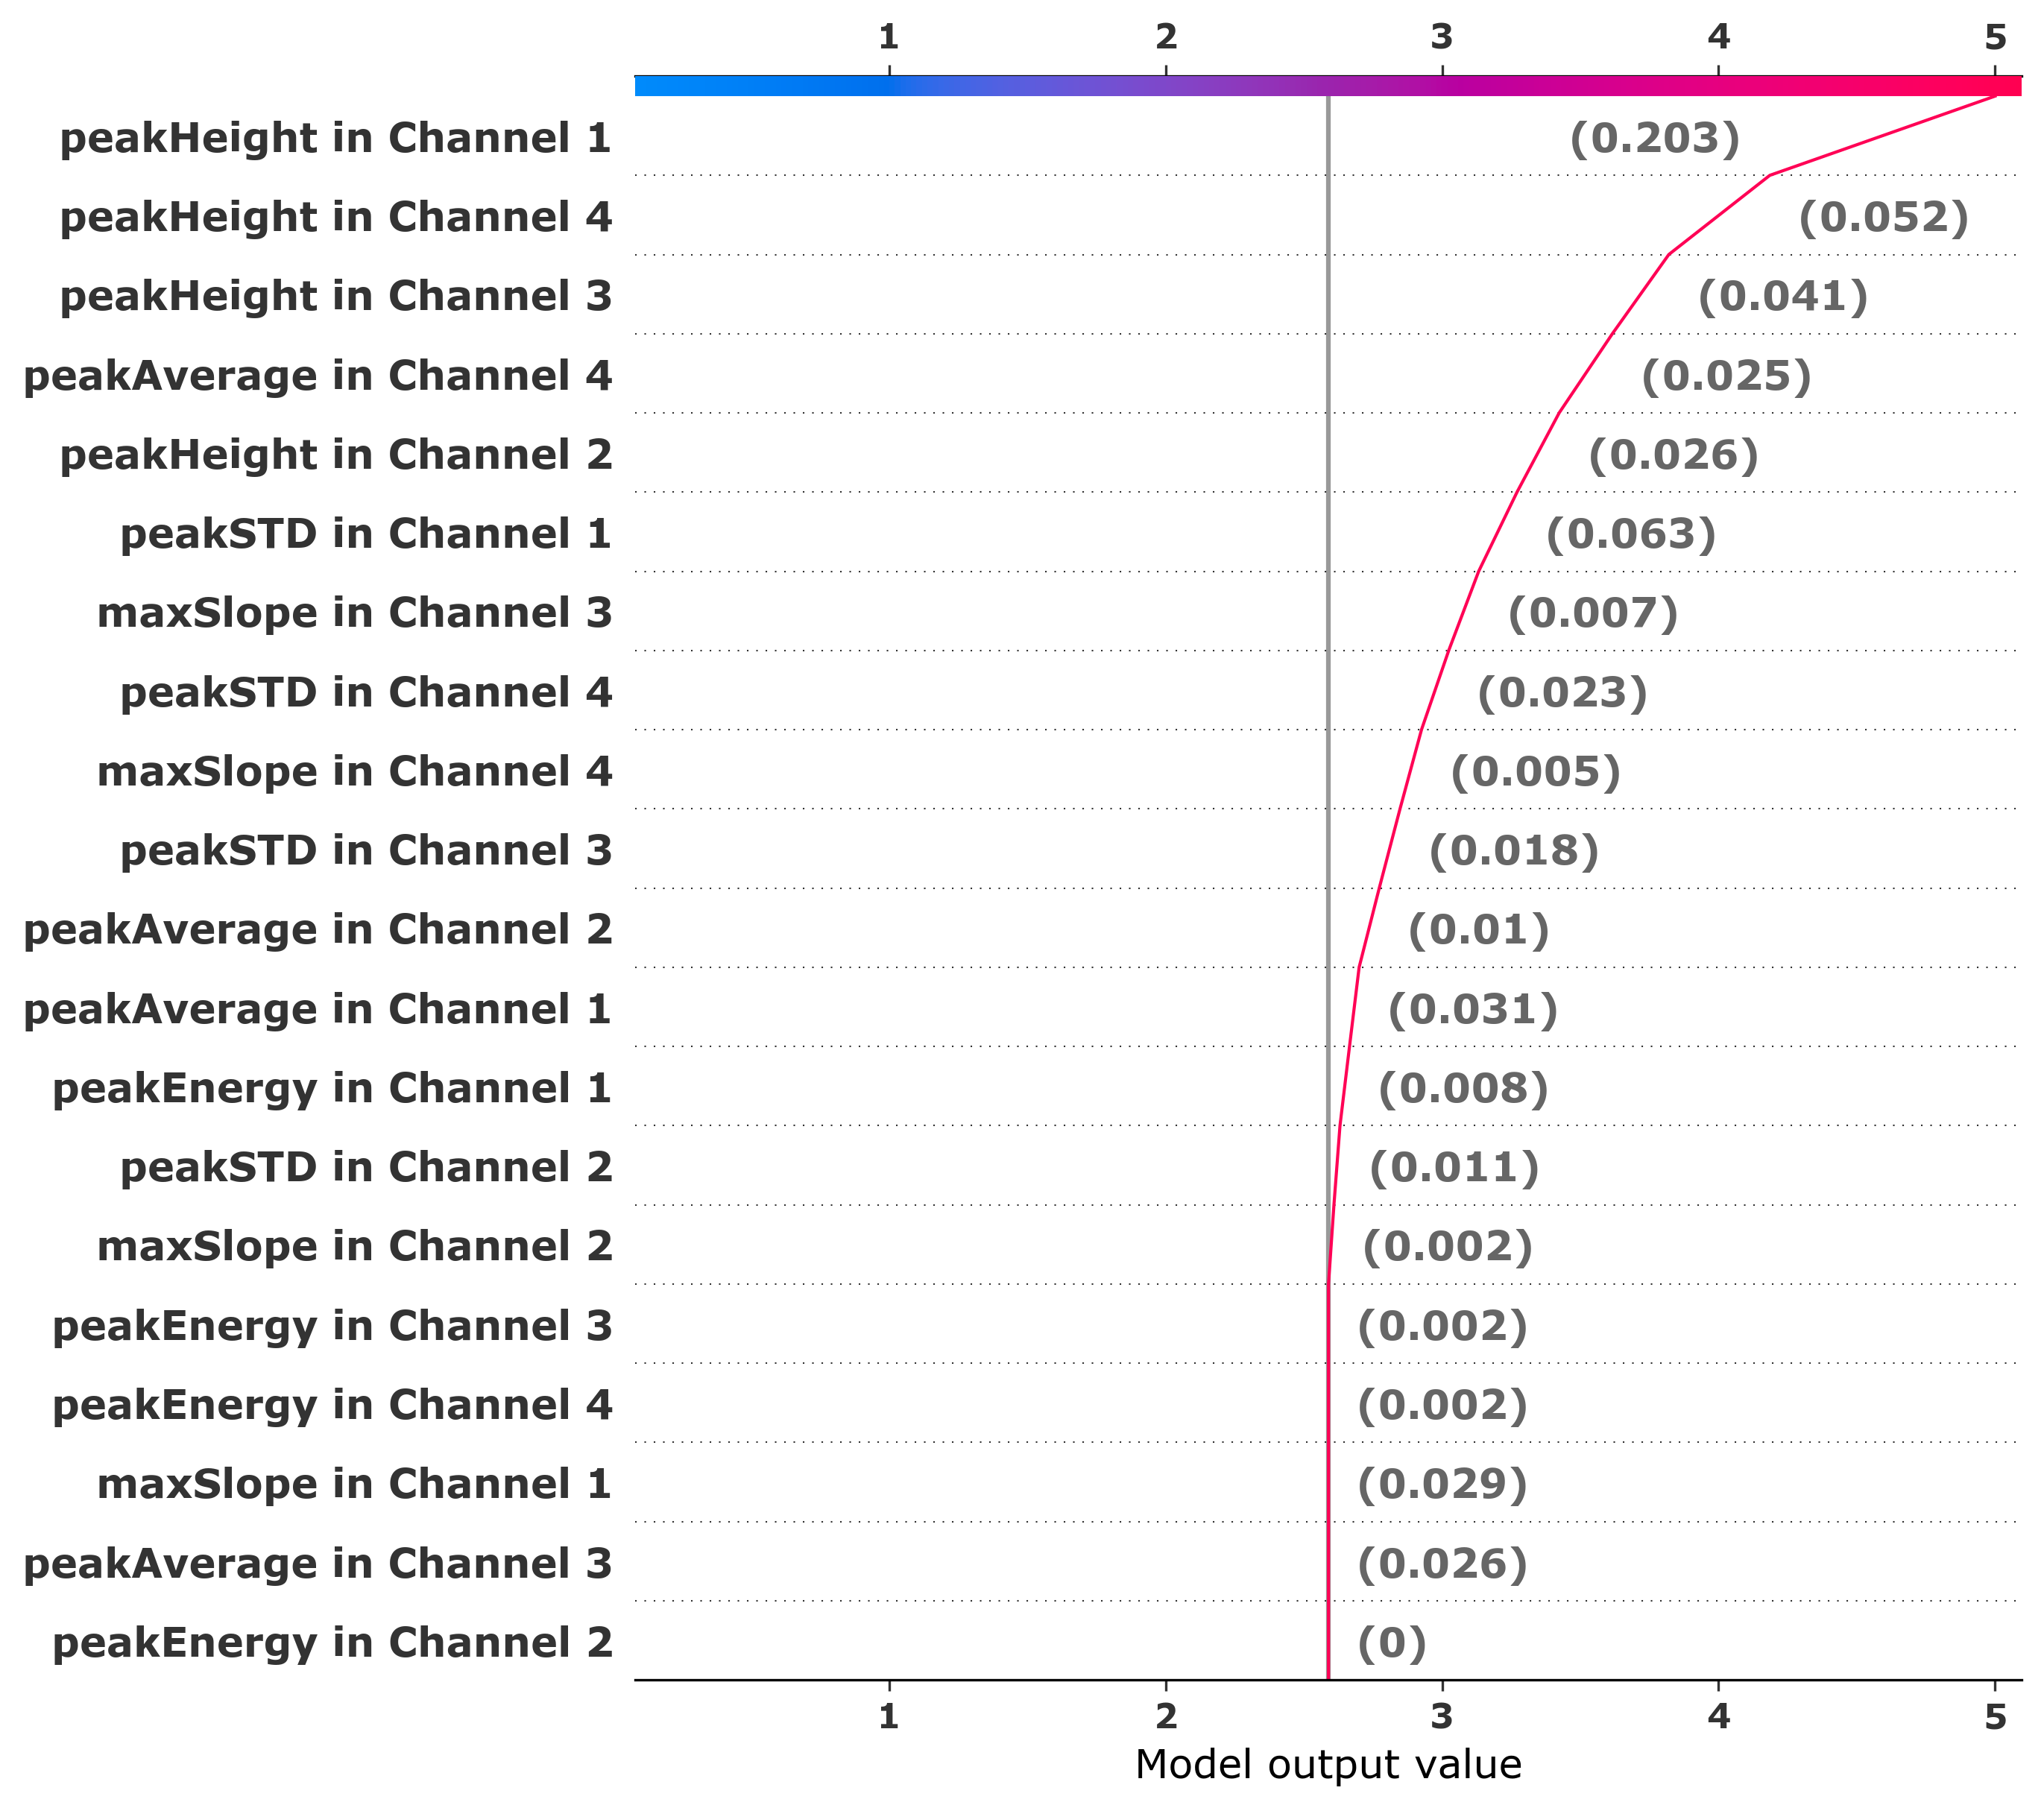 1 2 3 4 5
peakHeight in Channel 1 (0.203)
peakHeight in Channel 4 (0.052)
peakHeight in Channel 3 (0.041)
peakAverage in Channel 4 (0.025)
peakHeight in Channel 2 (0.026)
peakSTD in Channel 1 (0.063)
maxSlope in Channel 3 (0.007)
peakSTD in Channel 4 (0.023)
maxSlope in Channel 4 (0.005)
peakSTD in Channel 3 (0.018)
peakAverage in Channel 2 (0.01)
peakAverage in Channel 1 (0.031)
peakEnergy in Channel 1 (0.008)
peakSTD in Channel 2 (0.011)
maxSlope in Channel 2 (0.002)
peakEnergy in Channel 3 (0.002)
peakEnergy in Channel 4 (0.002)
maxSlope in Channel 1 (0.029)
peakAverage in Channel 3 (0.026)
peakEnergy in Channel 2 (0)
1 2 3 4 5
Model output value